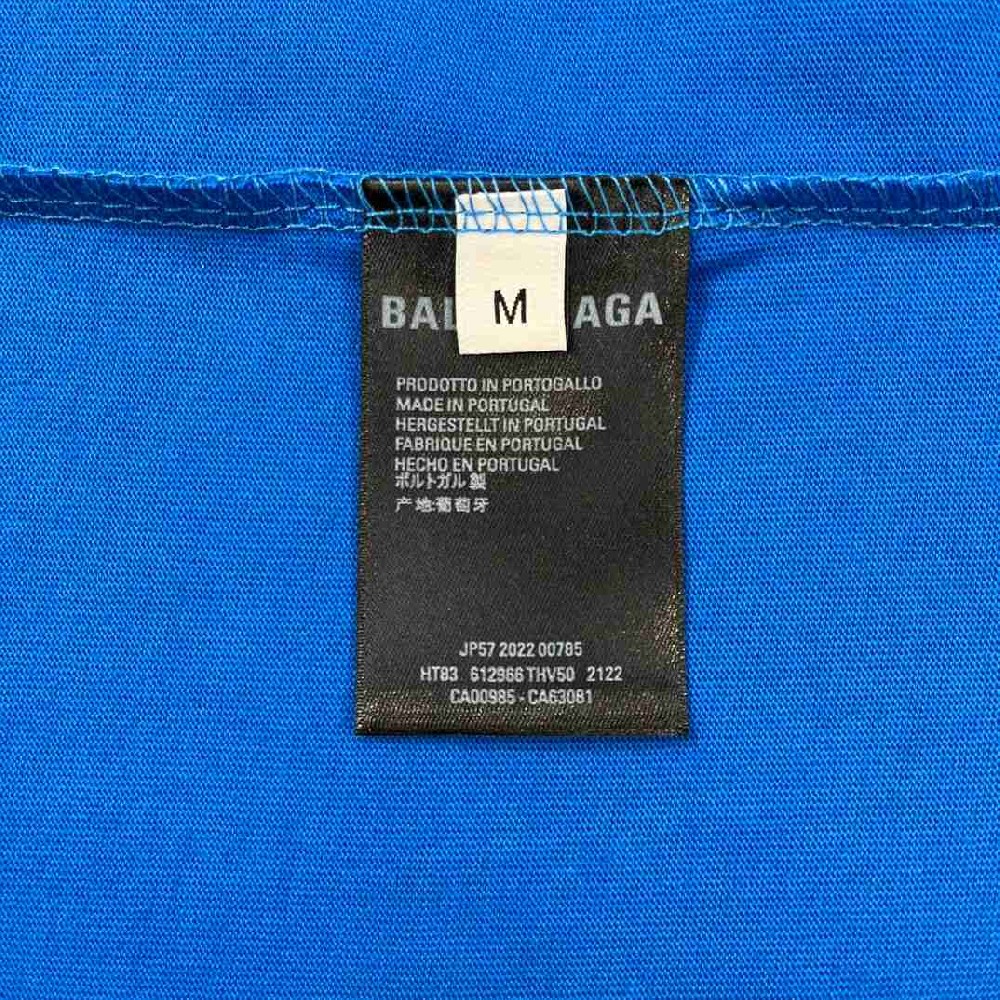 BAL AGA
M
PRODOTTO IN PORTOGALLO
MADE IN PORTUGAL
HERGESTELLT IN PORTUGAL
FABRIQUE EN PORTUGAL
HECHO EN PORTUGAL
ポルトガル 製
产 地:葡萄牙
JP57 2022 00785
HT83 612966 THV50 2122
CA00985 - CA63081